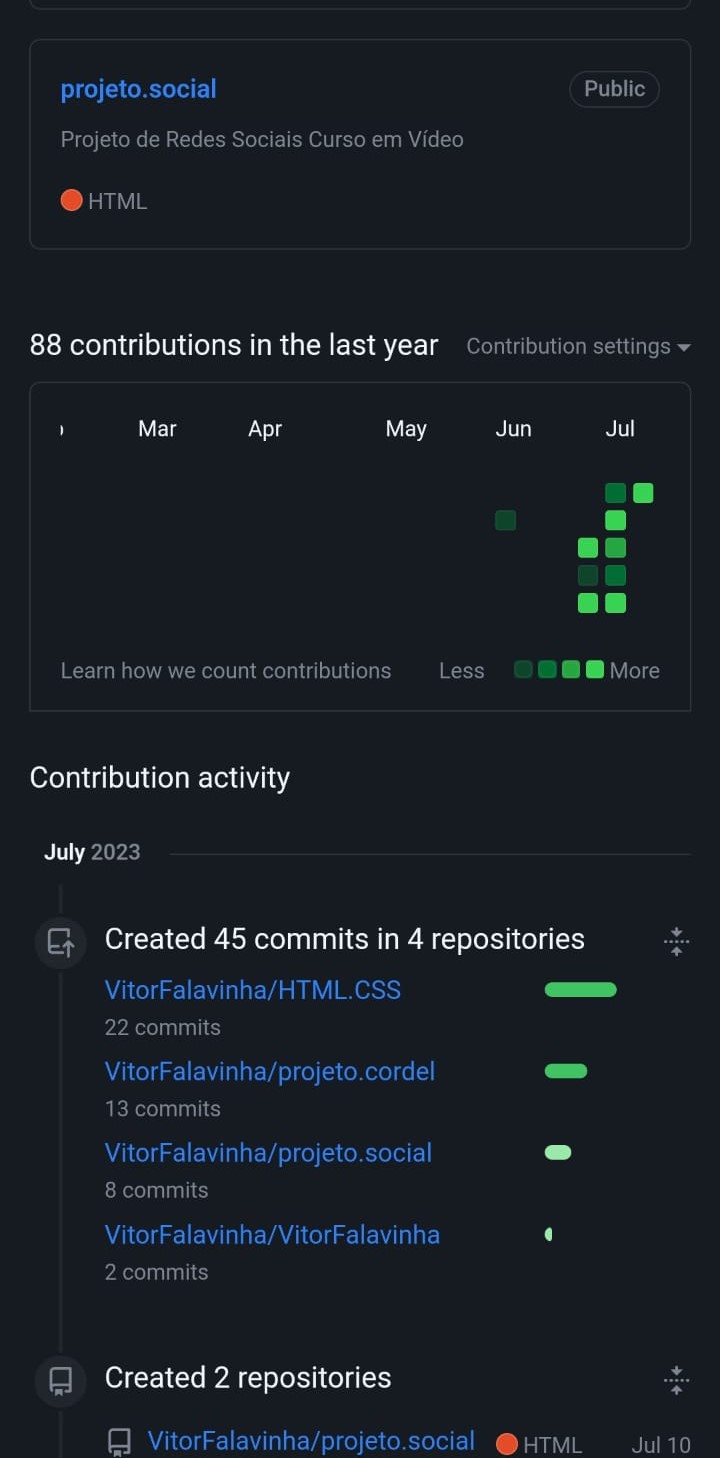 projeto.social Public
Projeto de Redes Sociais Curso em Vídeo
HTML
88 contributions in the last year Contribution settings
Mar Apr May Jun Jul
Learn how we count contributions Less More
Contribution activity
July 2023
Created 45 commits in 4 repositories
VitorFalavinha/HTML.CSS
22 commits
VitorFalavinha/projeto.cordel
13 commits
VitorFalavinha/projeto.social
8 commits
VitorFalavinha/VitorFalavinha
2 commits
Created 2 repositories
VitorFalavinha/projeto.social HTML Jul 10